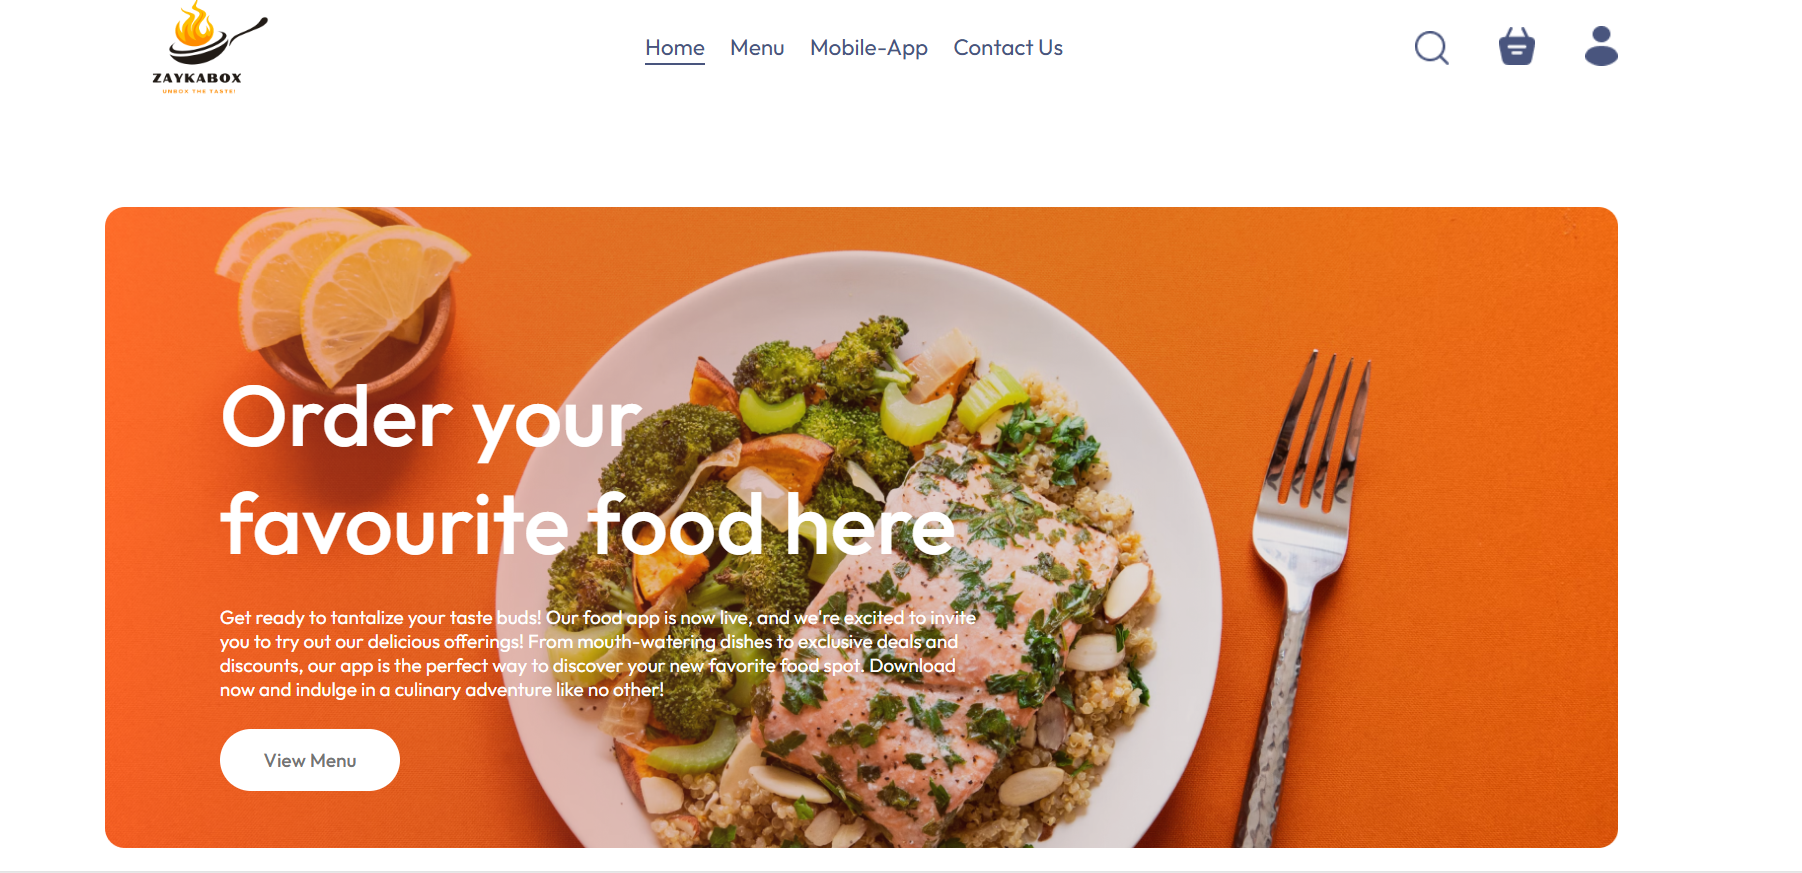 ZAYKABOX
UNBOX THE TASTE!
Home Menu Mobile-App Contact Us
Order your
favourite food here
Get ready to tantalize your taste buds! Our food app is now live, and we're excited to invite
you to try out our delicious offerings! From mouth-watering dishes to exclusive deals and
discounts, our app is the perfect way to discover your new favorite food spot. Download
now and indulge in a culinary adventure like no other!
View Menu